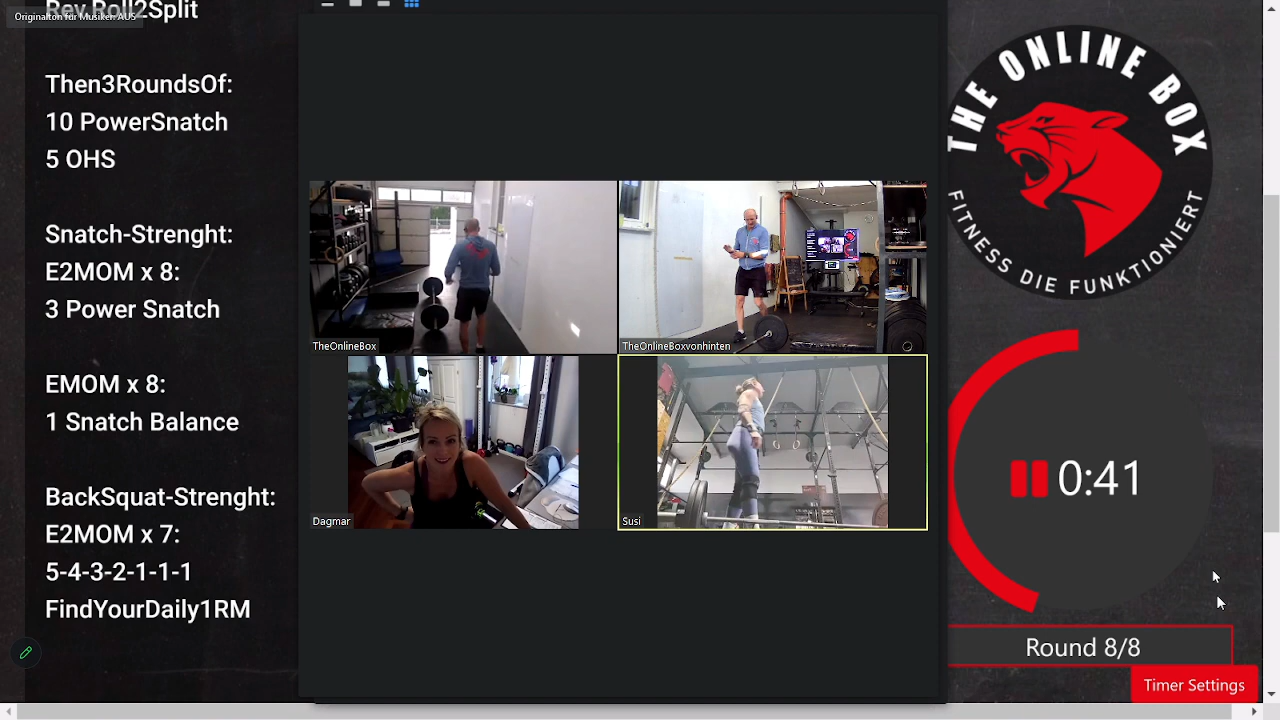 Rev.Roll2Split
Originalton für Musiker: AUS
Then3RoundsOf:
10 PowerSnatch
5 OHS
Snatch-Strenght:
E2MOM x 8:
3 Power Snatch
EMOM x 8:
1 Snatch Balance
BackSquat-Strenght:
E2MOM x 7:
5-4-3-2-1-1-1
FindYourDaily1RM
TheOnlineBox
TheOnlineBoxvonhinten
Dagmar
Susi
THE ONLINE BOX
FITNESS DIE FUNKTIONIERT
0:41
Round 8/8
Timer Settings